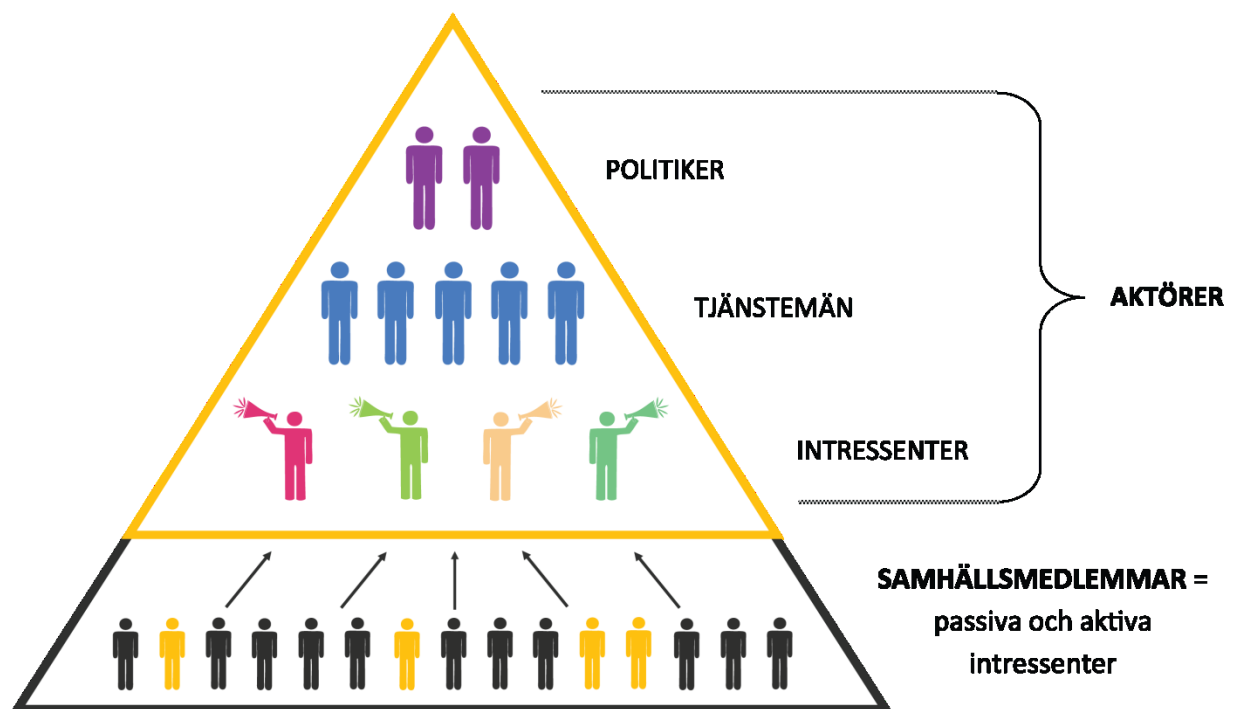 POLITIKER
TJÄNSTEMÄN
AKTÖRER
INTRESSENTER
SAMHÄLLSMEDLEMMAR =
passiva och aktiva
intressenter